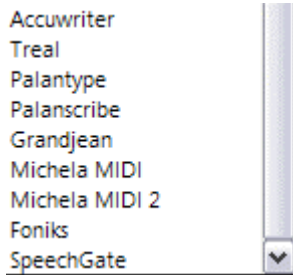 Accuwriter
Treal
Palantype
Palanscribe
Grandjean
Michela MIDI
Michela MIDI 2
Foniks
SpeechGate